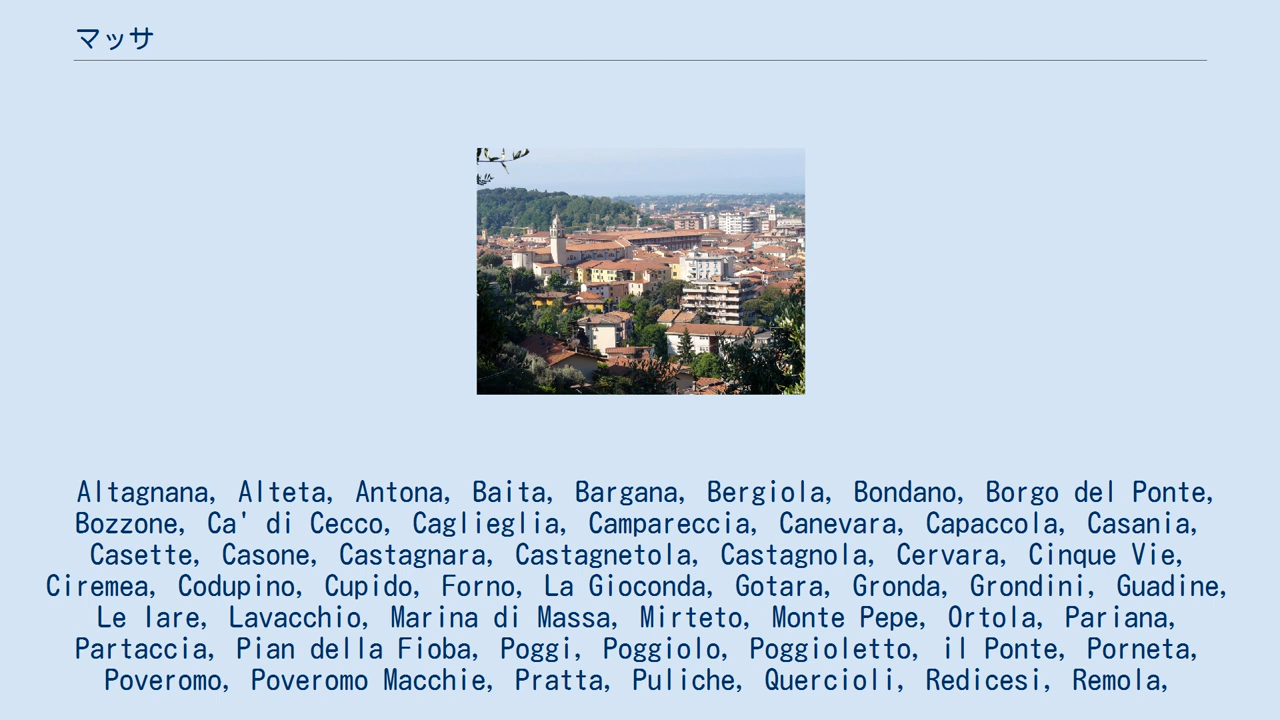 マッサ
Altagnana, Alteta, Antona, Baita, Bargana, Bergiola, Bondano, Borgo del Ponte,
Bozzone, Ca' di Cecco, Caglieglia, Campareccia, Canevara, Capaccola, Casania,
Casette, Casone, Castagnara, Castagnetola, Castagnola, Cervara, Cinque Vie,
Ciremea, Codupino, Cupido, Forno, La Gioconda, Gotara, Gronda, Grondini, Guadine,
Le Iare, Lavacchio, Marina di Massa, Mirteto, Monte Pepe, Ortola, Pariana,
Partaccia, Pian della Fioba, Poggi, Poggiolo, Poggioletto, il Ponte, Porneta,
Poveromo, Poveromo Macchie, Pratta, Puliche, Quercioli, Redicesi, Remola,